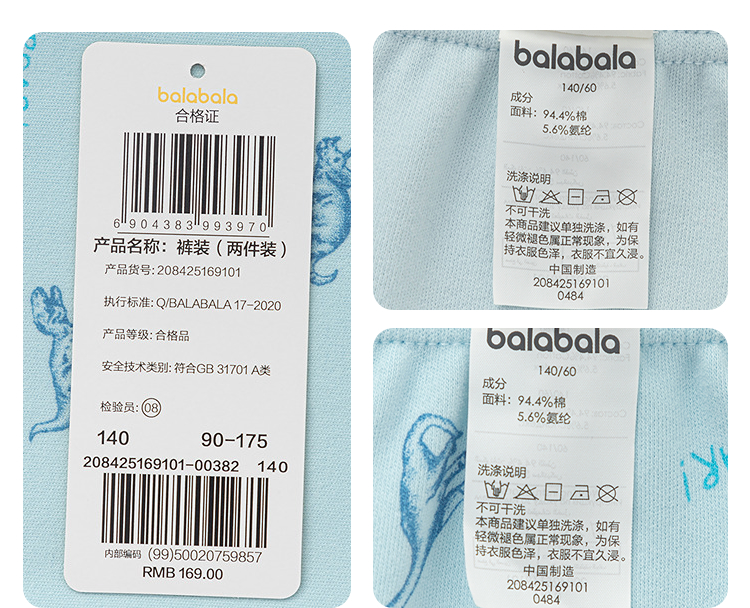 balabala
合格证
6 904383 993970
产品名称：裤装（两件装）
产品货号: 208425169101
执行标准: Q/BALABALA 17-2020
产品等级: 合格品
安全技术类别: 符合GB 31701 A类
检验员: 08
140 90-175
208425169101-00382 140
内部编码 (99)50020759857
RMB 169.00
balabala
140/60
成分
面料: 94.4%棉
5.6%氨纶
洗涤说明
不可干洗
本商品建议单独洗涤，如有
轻微褪色属正常现象，为保
持衣服色泽，衣服不宜久浸。
中国制造
208425169101
0484
balabala
140/60
成分
面料: 94.4%棉
5.6%氨纶
洗涤说明
不可干洗
本商品建议单独洗涤，如有
轻微褪色属正常现象，为保
持衣服色泽，衣服不宜久浸。
中国制造
208425169101
0484